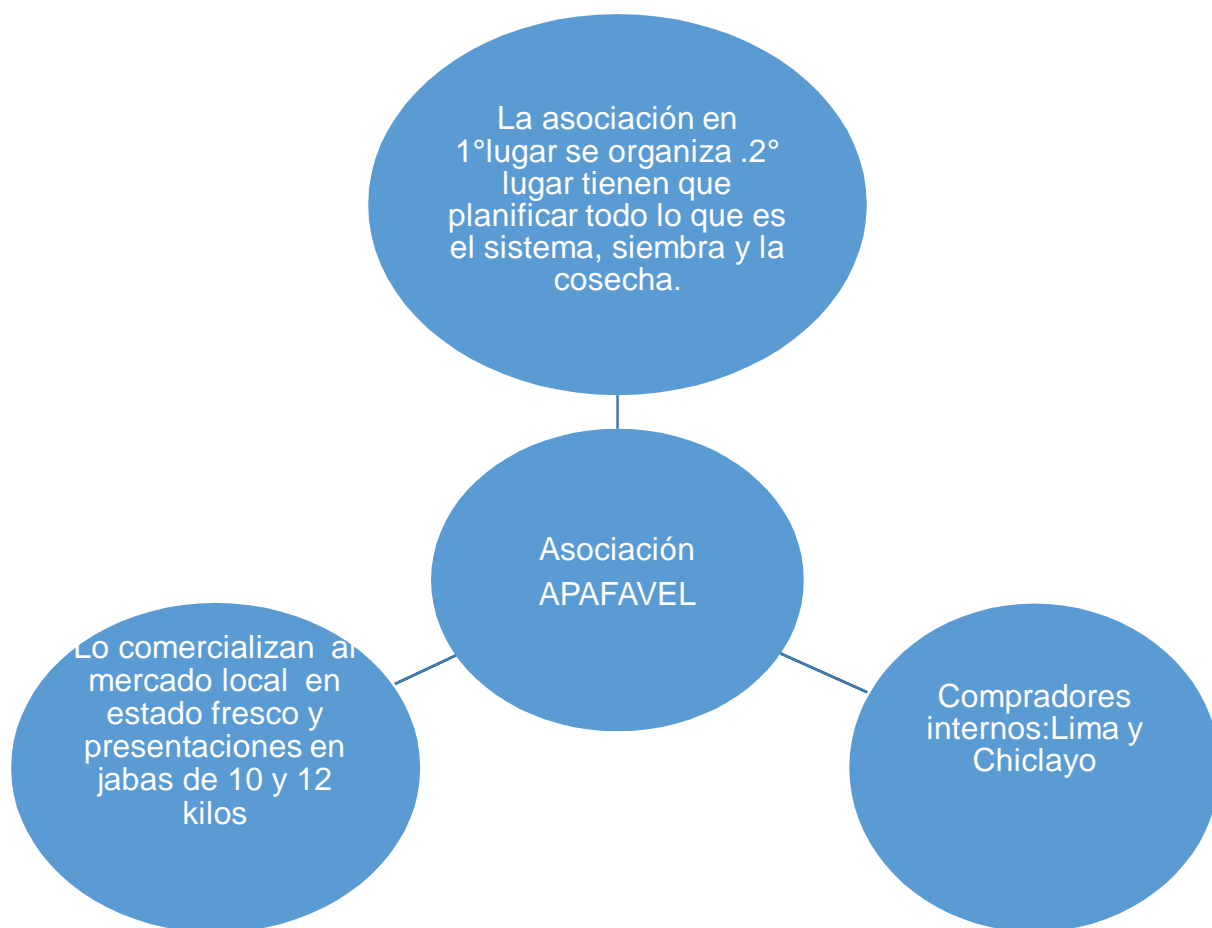 La asociación en
1°lugar se organiza .2°
lugar tienen que
planificar todo lo que es
el sistema, siembra y la
cosecha.
Asociación
APAFAVEL
Lo comercializan al
mercado local en
estado fresco y
presentaciones en
jabas de 10 y 12
kilos
Compradores
internos:Lima y
Chiclayo